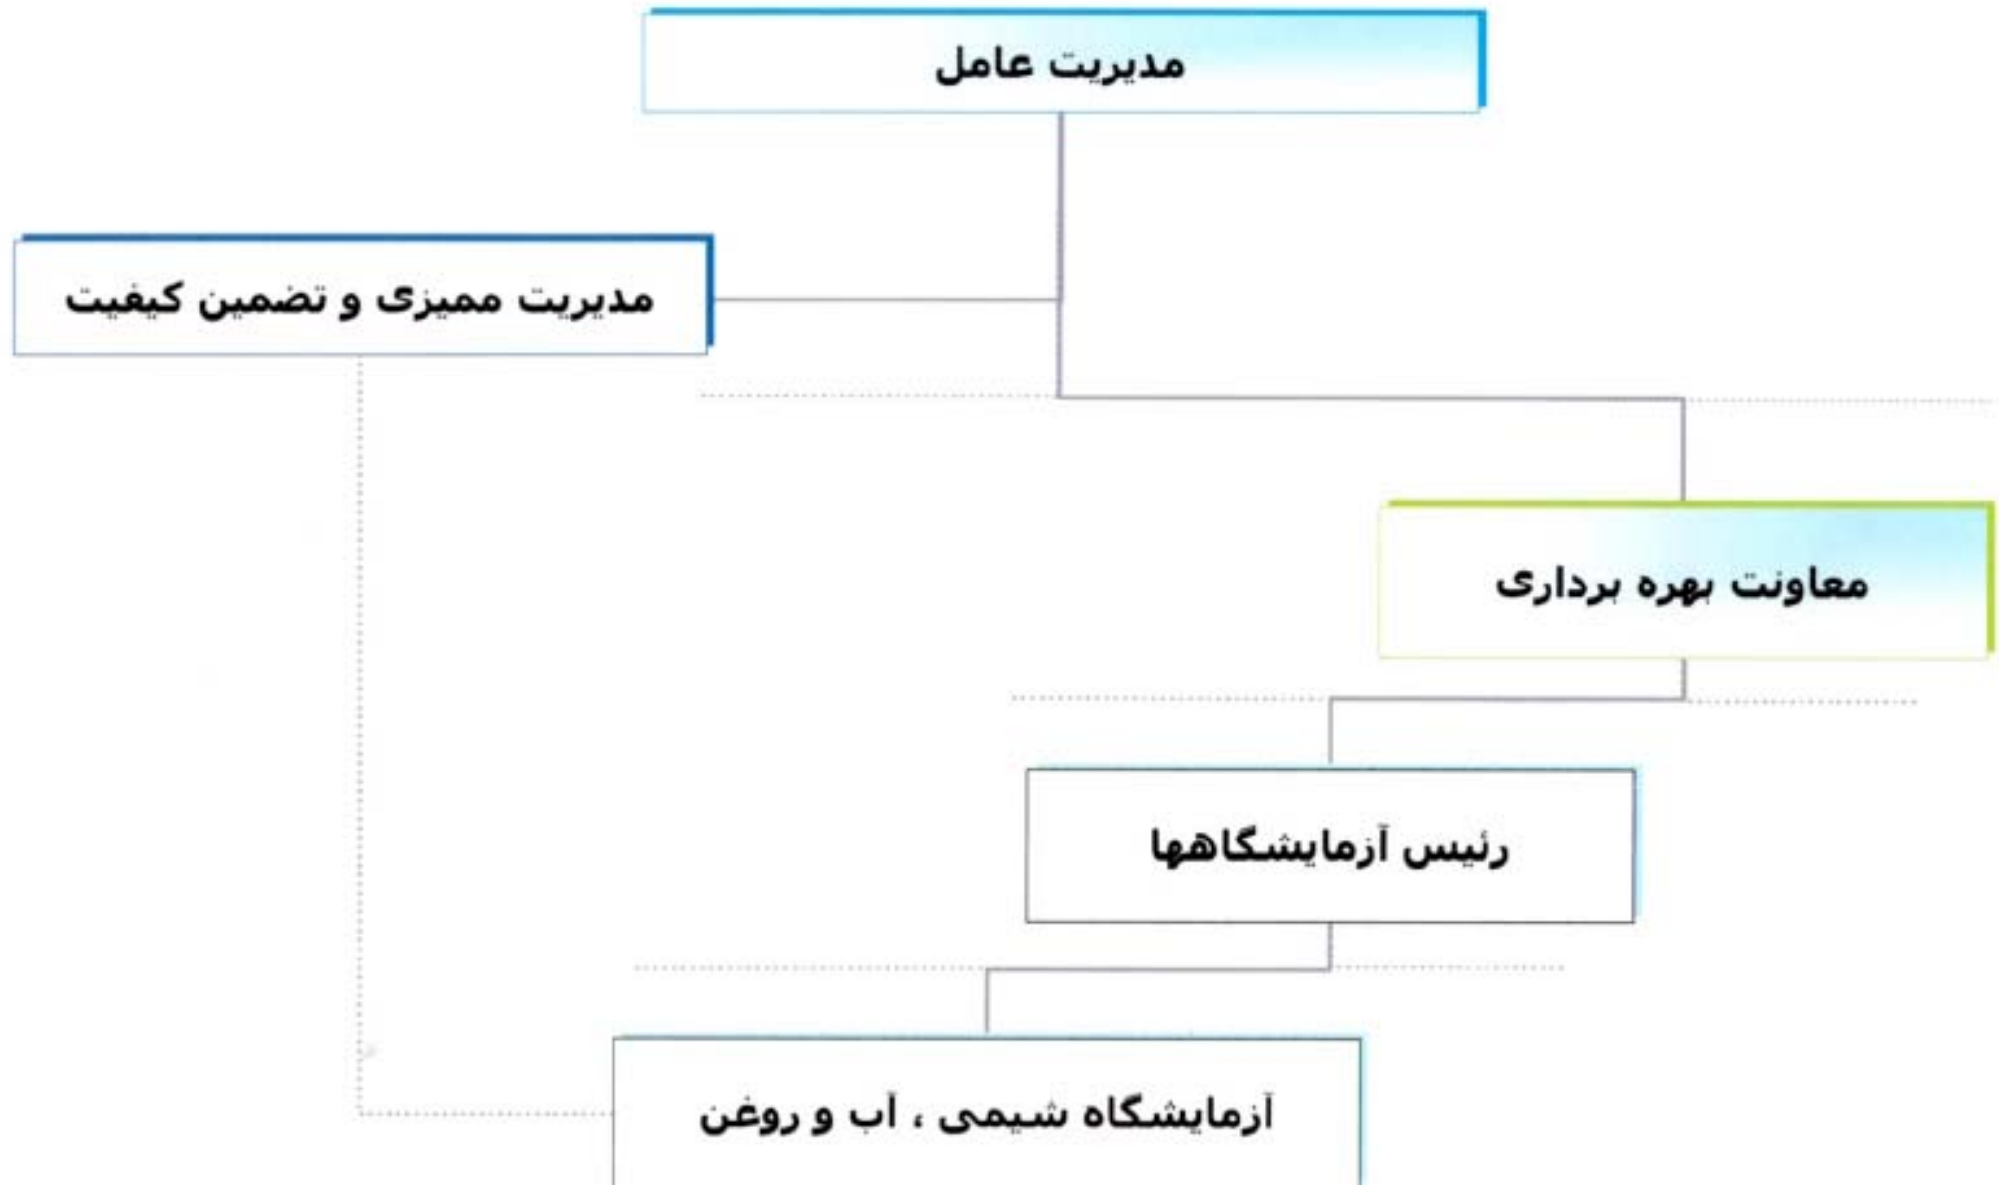 مدیریت عامل
مدیریت ممیزی و تضمین کیفیت
معاونت بهره برداری
رئیس آزمایشگاهها
آزمایشگاه شیمی ، آب و روغن